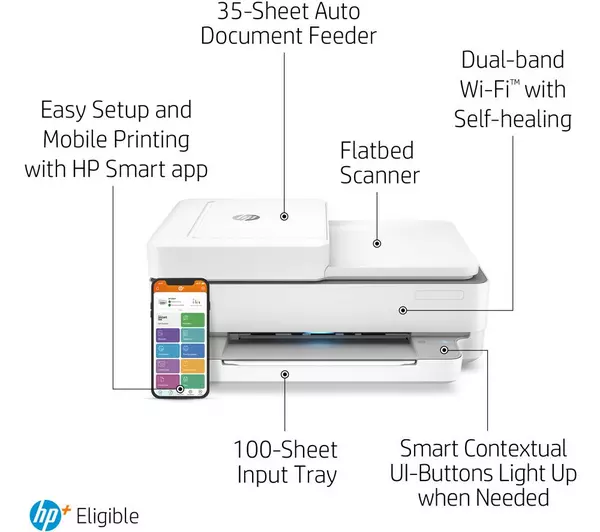 35-Sheet Auto
Document Feeder
Dual-band
Wi-Fi™ with
Self-healing
Easy Setup and
Mobile Printing
with HP Smart app
Flatbed
Scanner
hp
100-Sheet
Input Tray
Smart Contextual
UI-Buttons Light Up
when Needed
hp+ Eligible